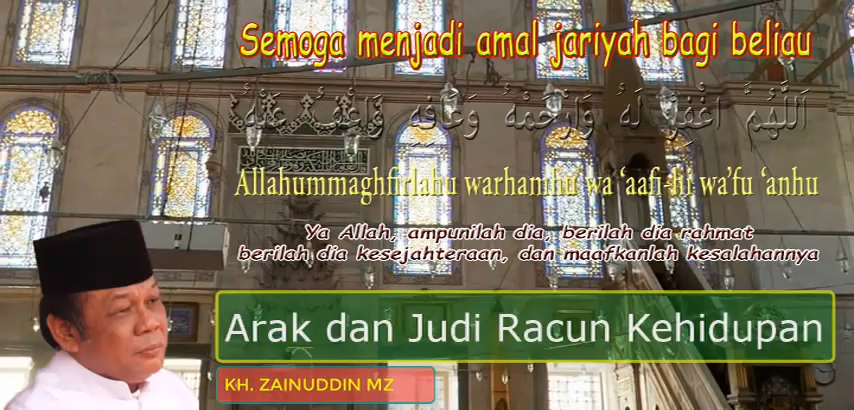 Semoga menjadi amal jariyah bagi beliau
اَللّٰهُمَّ اغْفِرْ لَهُ وَارْحَمْهُ وَعَافِهِ وَاعْفُ عَنْهُ
Allahummaghfirlahu warhamhu wa ‘aafi-hi wa’fu ‘anhu
Ya Allah, ampunilah dia, berilah dia rahmat
berilah dia kesejahteraan, dan maafkanlah kesalahannya
Arak dan Judi Racun Kehidupan
KH. ZAINUDDIN MZ